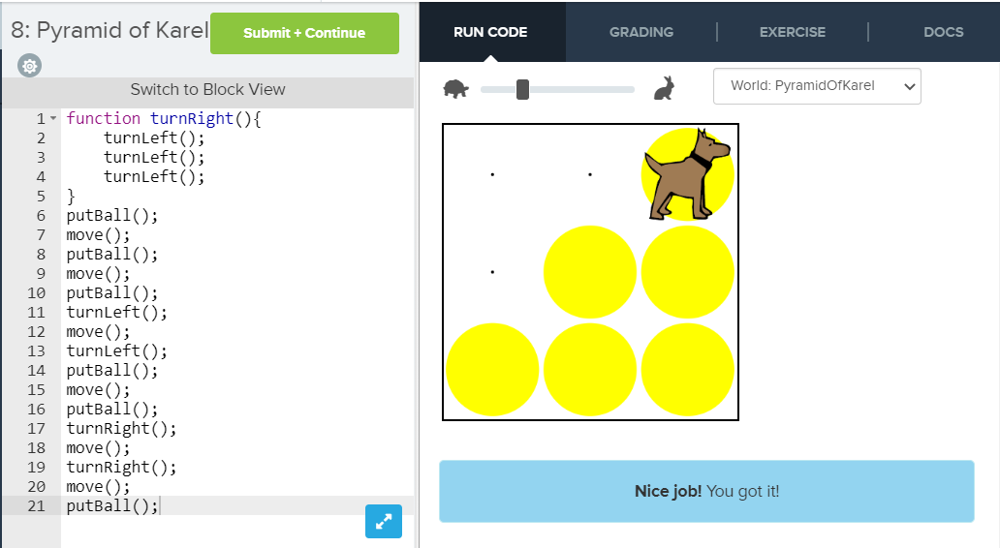 8: Pyramid of Karel
Submit + Continue
Switch to Block View
1 function turnRight(){
2 turnLeft();
3 turnLeft();
4 turnLeft();
5 }
6 putBall();
7 move();
8 putBall();
9 move();
10 putBall();
11 turnLeft();
12 move();
13 turnLeft();
14 putBall();
15 move();
16 putBall();
17 turnRight();
18 move();
19 turnRight();
20 move();
21 putBall();
RUN CODE
GRADING
EXERCISE
DOCS
World: PyramidOfKarel
Nice job! You got it!